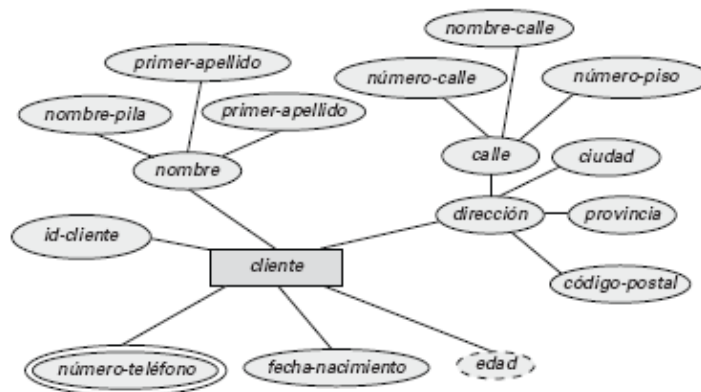 nombre-calle
primer-apellido
número-calle
número-piso
nombre-pila
primer-apellido
nombre
calle
ciudad
dirección
provincia
id-cliente
cliente
código-postal
número-teléfono
fecha-nacimiento
edad